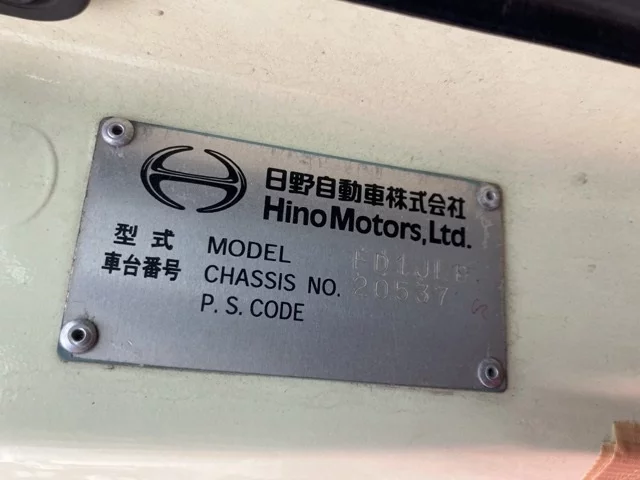 日野自動車株式会社
Hino Motors, Ltd.
型式 MODEL FD1JLB
車台番号 CHASSIS NO. 20537
P. S. CODE